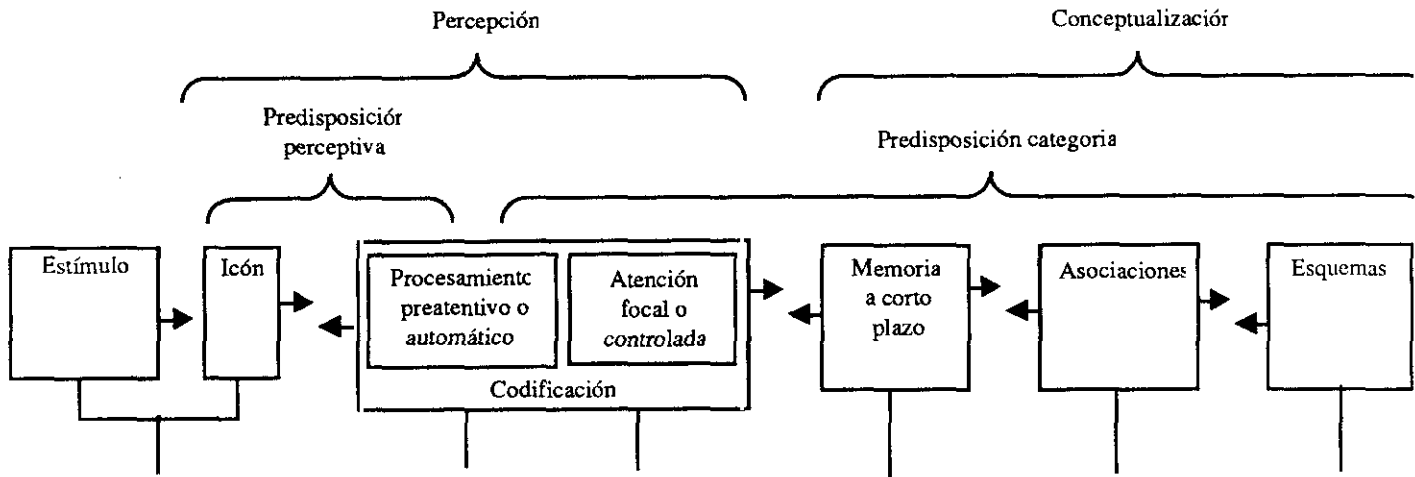 Percepción
Conceptualizaciór
Predisposiciór
perceptiva
Predisposición categoria
Estímulo
Icón
Procesamientc
preatentivo o
automático
Atención
focal o
controlada
Codificación
Memoria
a corto
plazo
Asociaciones
Esquemas